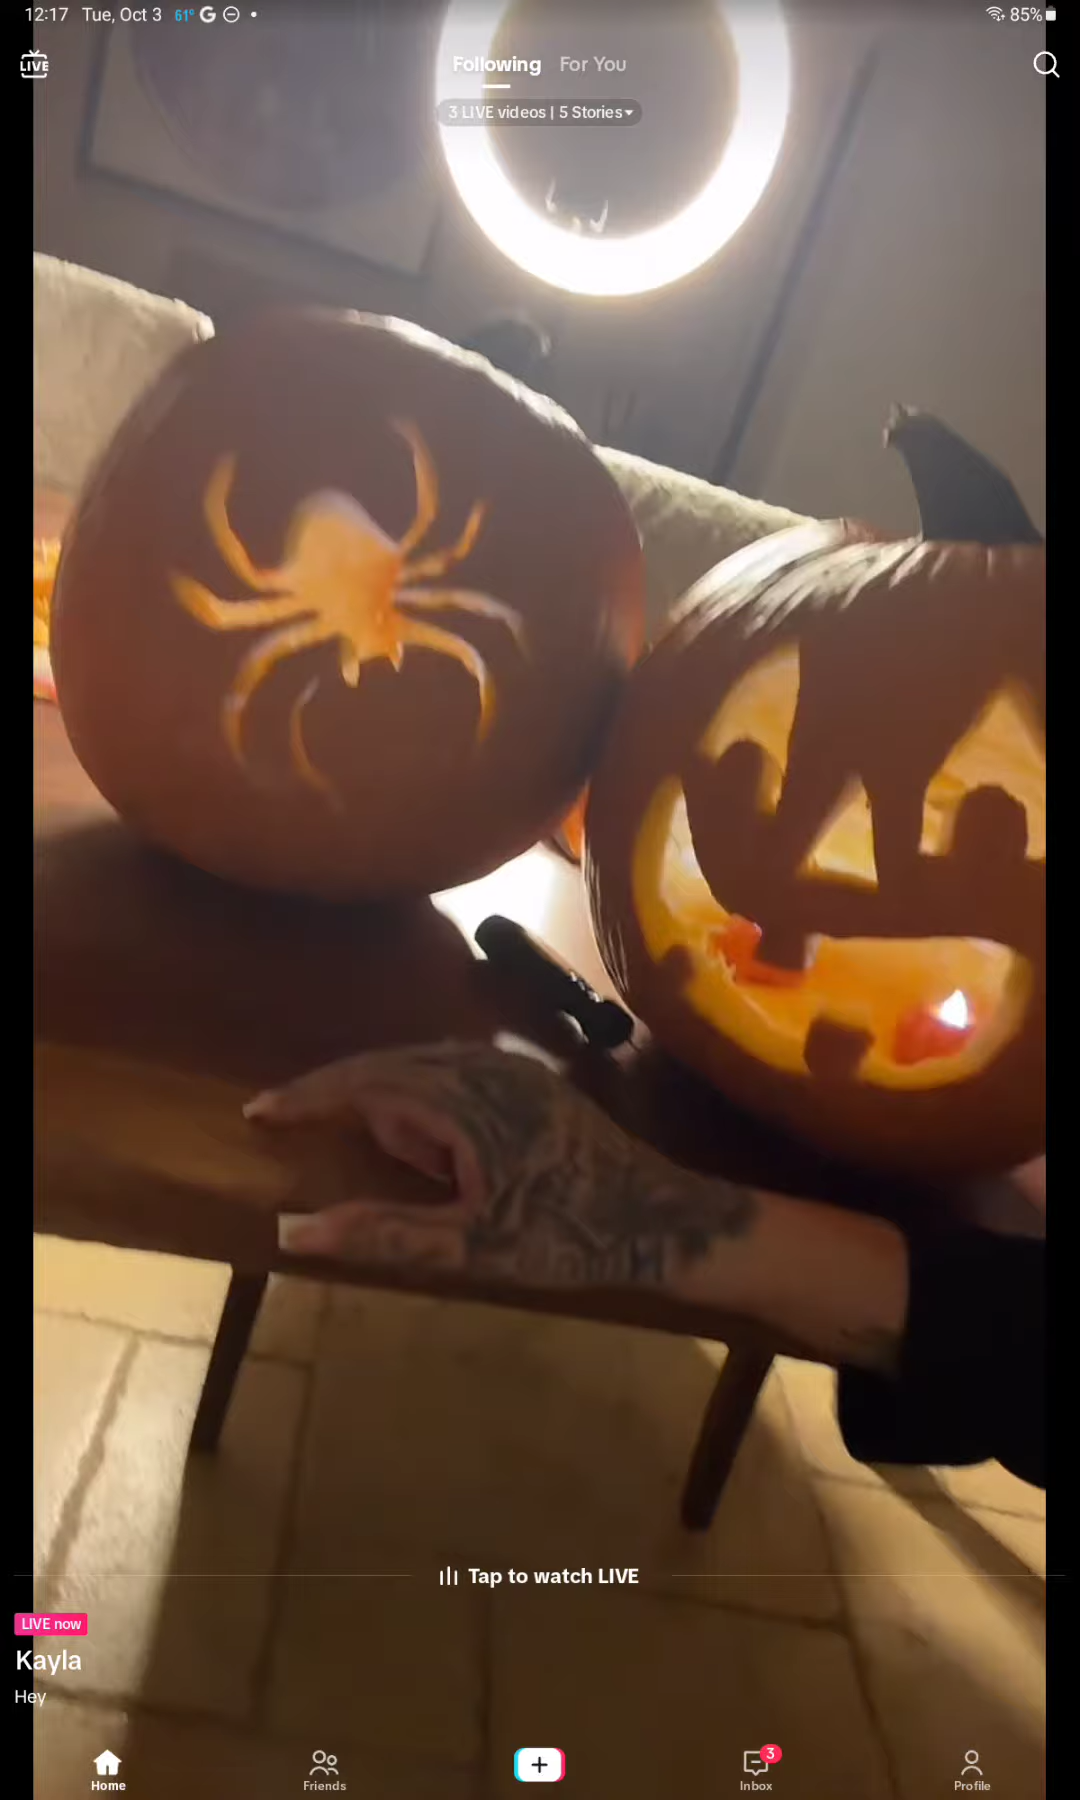 12:17 Tue, Oct 3 61° G 85%
LIVE
Following For You
3 LIVE videos | 5 Stories
Tap to watch LIVE
LIVE now
Kayla
Hey
3
Home Friends Inbox Profile